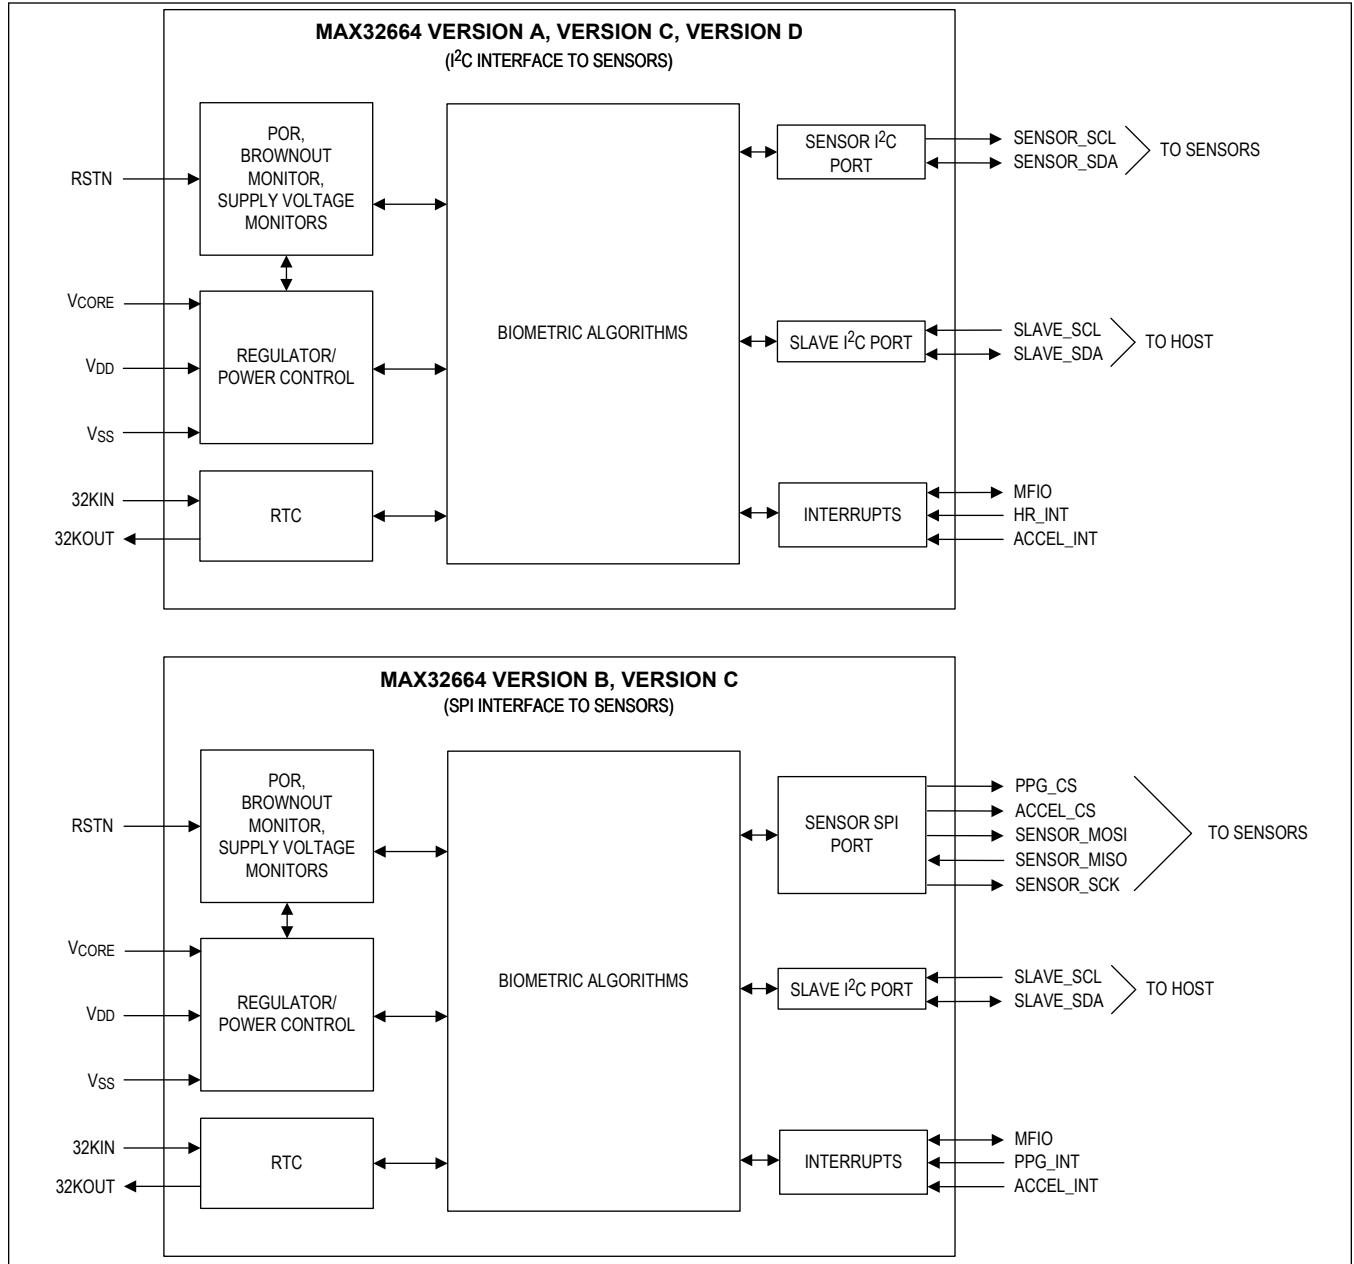 MAX32664 VERSION A, VERSION C, VERSION D
(I2C INTERFACE TO SENSORS)
POR,
BROWNOUT
MONITOR,
SUPPLY VOLTAGE
MONITORS
RSTN
VCORE
VDD
VSS
REGULATOR/
POWER CONTROL
32KIN
32KOUT
RTC
BIOMETRIC ALGORITHMS
SENSOR I2C
PORT
SENSOR_SCL
SENSOR_SDA
TO SENSORS
SLAVE I2C PORT
SLAVE_SCL
SLAVE_SDA
TO HOST
INTERRUPTS
MFIO
HR_INT
ACCEL_INT
MAX32664 VERSION B, VERSION C
(SPI INTERFACE TO SENSORS)
POR,
BROWNOUT
MONITOR,
SUPPLY VOLTAGE
MONITORS
RSTN
VCORE
VDD
VSS
REGULATOR/
POWER CONTROL
32KIN
32KOUT
RTC
BIOMETRIC ALGORITHMS
SENSOR SPI
PORT
PPG_CS
ACCEL_CS
SENSOR_MOSI
SENSOR_MISO
SENSOR_SCK
TO SENSORS
SLAVE I2C PORT
SLAVE_SCL
SLAVE_SDA
TO HOST
INTERRUPTS
MFIO
PPG_INT
ACCEL_INT